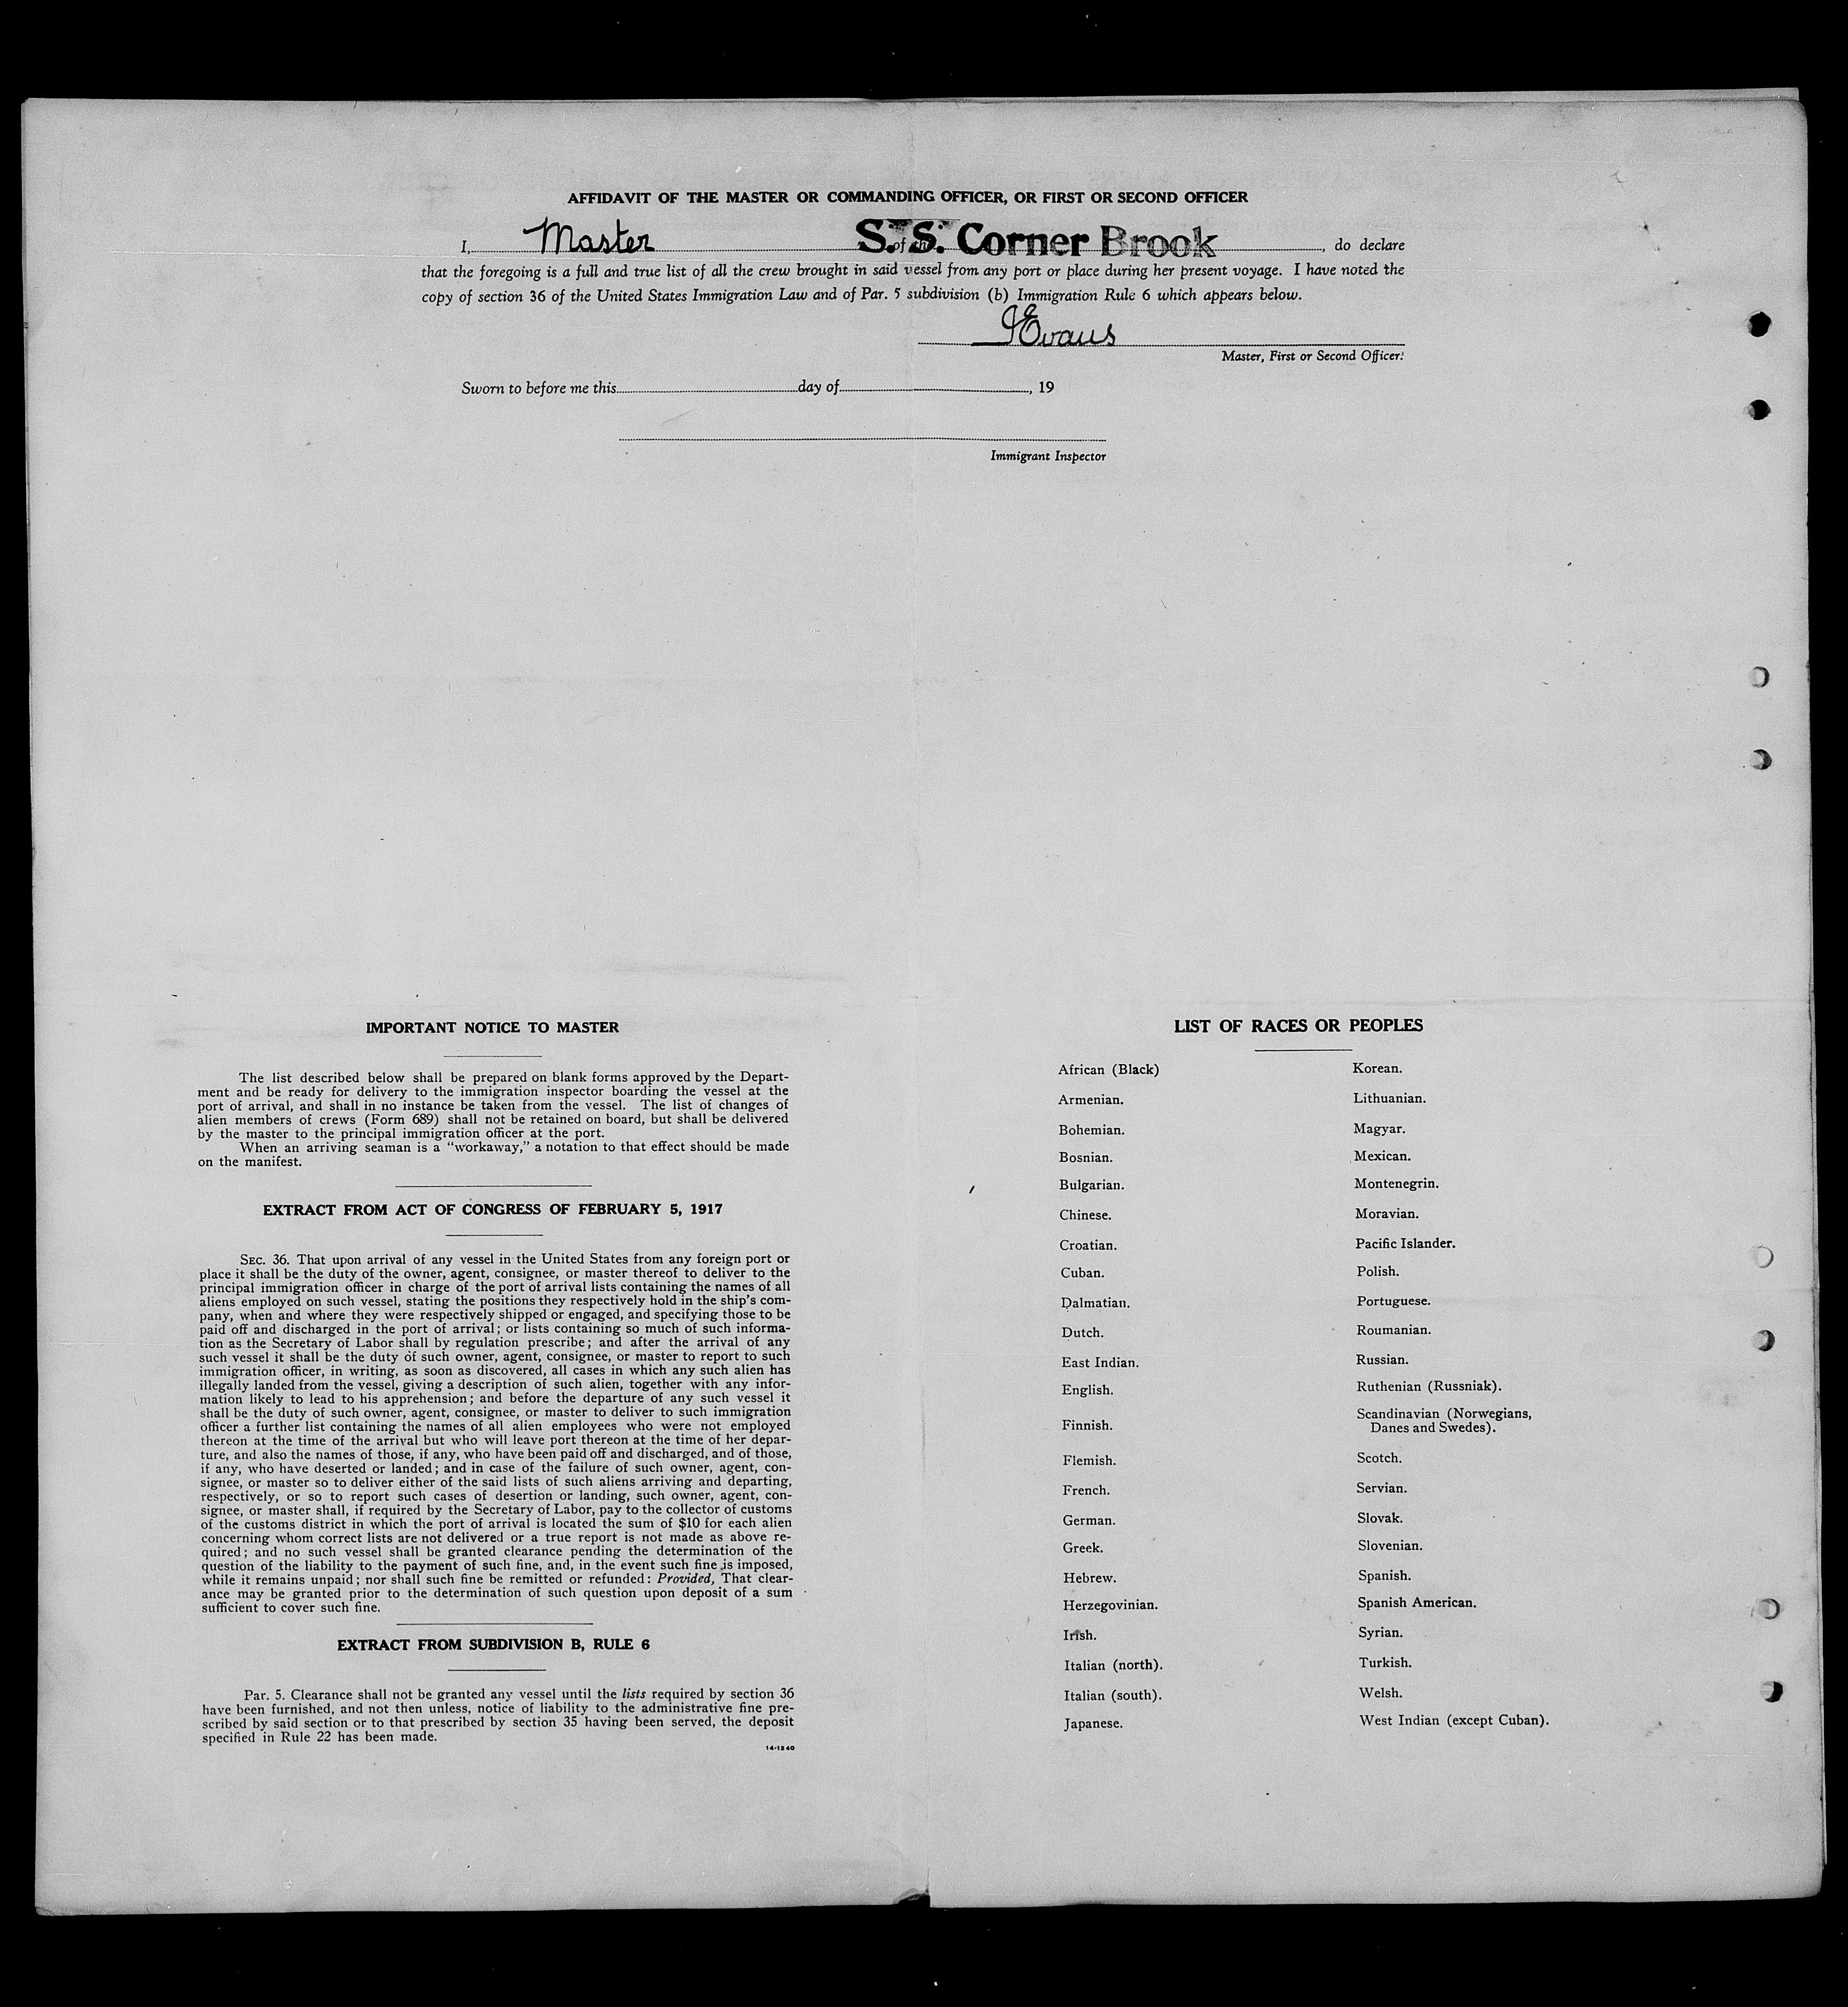 AFFIDAVIT OF THE MASTER OR COMMANDING OFFICER, OR FIRST OR SECOND OFFICER
I, Master of the S.S. Corner Brook, do declare
that the foregoing is a full and true list of all the crew brought in said vessel from any port or place during her present voyage. I have noted the
copy of section 36 of the United States Immigration Law and of Par. 5 subdivision (b) Immigration Rule 6 which appears below.
Evans
Master, First or Second Officer.
Sworn to before me this day of , 19
Immigrant Inspector
IMPORTANT NOTICE TO MASTER
The list described below shall be prepared on blank forms approved by the Depart-
ment and be ready for delivery to the immigration inspector boarding the vessel at the
port of arrival, and shall in no instance be taken from the vessel. The list of changes of
alien members of crews (Form 689) shall not be retained on board, but shall be delivered
by the master to the principal immigration officer at the port.
When an arriving seaman is a "workaway," a notation to that effect should be made
on the manifest.
EXTRACT FROM ACT OF CONGRESS OF FEBRUARY 5, 1917
SEC. 36. That upon arrival of any vessel in the United States from any foreign port or
place it shall be the duty of the owner, agent, consignee, or master thereof to deliver to the
principal immigration officer in charge of the port of arrival lists containing the names of all
aliens employed on such vessel, stating the positions they respectively hold in the ship's com-
pany, when and where they were respectively shipped or engaged, and specifying those to be
paid off and discharged in the port of arrival; or lists containing so much of such informa-
tion as the Secretary of Labor shall by regulation prescribe; and after the arrival of any
such vessel it shall be the duty of such owner, agent, consignee, or master to report to such
immigration officer, in writing, as soon as discovered, all cases in which any such alien has
illegally landed from the vessel, giving a description of such alien, together with any infor-
mation likely to lead to his apprehension; and before the departure of any such vessel it
shall be the duty of such owner, agent, consignee, or master to deliver to such immigration
officer a further list containing the names of all alien employees who were not employed
thereon at the time of the arrival but who will leave port thereon at the time of her depar-
ture, and also the names of those, if any, who have been paid off and discharged, and of those,
if any, who have deserted or landed; and in case of the failure of such owner, agent, con-
signee, or master so to deliver either of the said lists of such aliens arriving and departing,
respectively, or so to report such cases of desertion or landing, such owner, agent, con-
signee, or master shall, if required by the Secretary of Labor, pay to the collector of customs
of the customs district in which the port of arrival is located the sum of $10 for each alien
concerning whom correct lists are not delivered or a true report is not made as above re-
quired; and no such vessel shall be granted clearance pending the determination of the
question of the liability to the payment of such fine, and, in the event such fine is imposed,
while it remains unpaid; nor shall such fine be remitted or refunded: Provided, That clear-
ance may be granted prior to the determination of such question upon deposit of a sum
sufficient to cover such fine.
EXTRACT FROM SUBDIVISION B, RULE 6
Par. 5. Clearance shall not be granted any vessel until the lists required by section 36
have been furnished, and not then unless, notice of liability to the administrative fine pre-
scribed by said section or to that prescribed by section 35 having been served, the deposit
specified in Rule 22 has been made.
14-1240
LIST OF RACES OR PEOPLES
African (Black)
Armenian.
Bohemian.
Bosnian.
Bulgarian.
Chinese.
Croatian.
Cuban.
Dalmatian.
Dutch.
East Indian.
English.
Finnish.
Flemish.
French.
German.
Greek.
Hebrew.
Herzegovinian.
Irish.
Italian (north).
Italian (south).
Japanese.
Korean.
Lithuanian.
Magyar.
Mexican.
Montenegrin.
Moravian.
Pacific Islander.
Polish.
Portuguese.
Roumanian.
Russian.
Ruthenian (Russniak).
Scandinavian (Norwegians,
Danes and Swedes).
Scotch.
Servian.
Slovak.
Slovenian.
Spanish.
Spanish American.
Syrian.
Turkish.
Welsh.
West Indian (except Cuban).